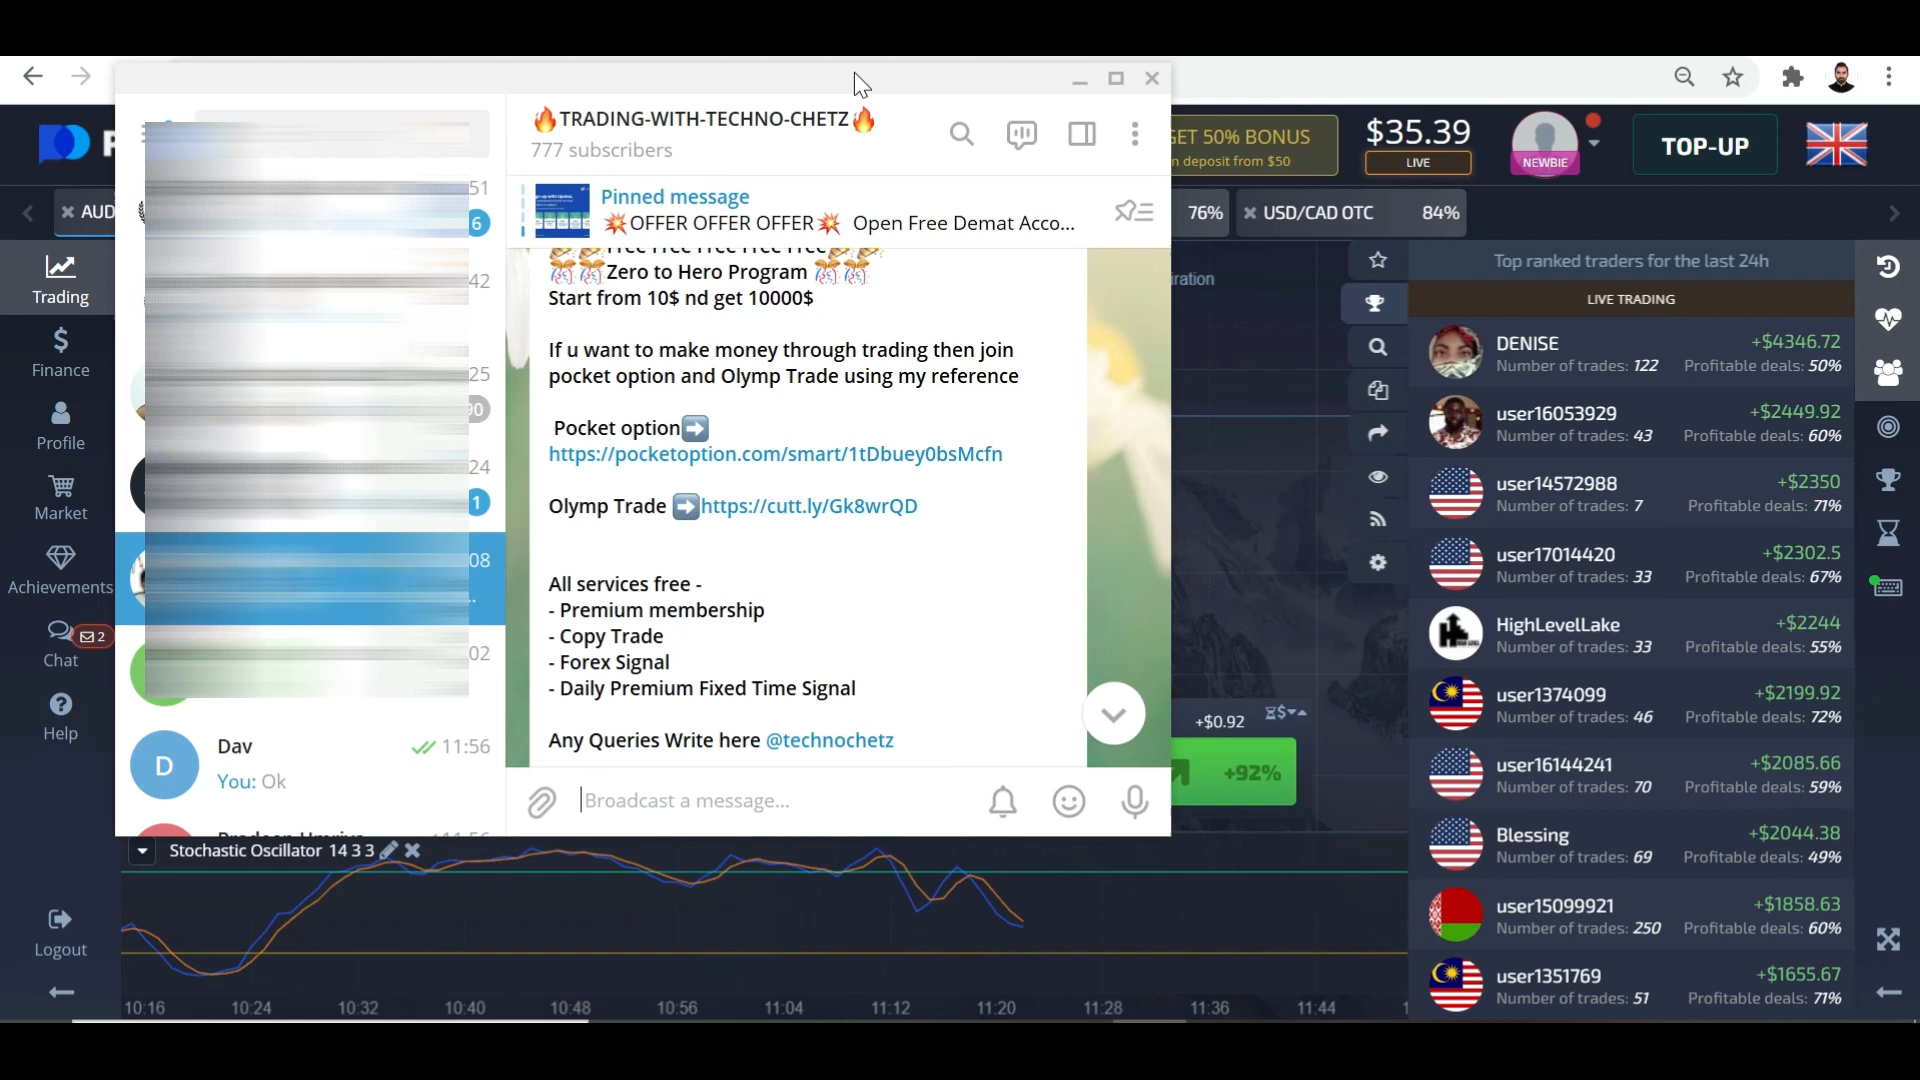 🔥TRADING-WITH-TECHNO-CHETZ🔥
777 subscribers
Pinned message
💥OFFER OFFER OFFER💥 Open Free Demat Acco...
Zero to Hero Program
Start from 10$ nd get 10000$
If u want to make money through trading then join
pocket option and Olymp Trade using my reference
Pocket option➡️
https://pocketoption.com/smart/1tDbuey0bsMcfn
Olymp Trade ➡️https://cutt.ly/Gk8wrQD
All services free -
- Premium membership
- Copy Trade
- Forex Signal
- Daily Premium Fixed Time Signal
Any Queries Write here @technochetz
Broadcast a message...
51
6
42
25
24
1
08
02
Dav
11:56
You: Ok
D
AUD
Trading
Finance
Profile
Market
Achievements
2
Chat
Help
Logout
GET 50% BONUS
n deposit from $50
$35.39
LIVE
NEWBIE
TOP-UP
76%
USD/CAD OTC 84%
+$0.92
+92%
Top ranked traders for the last 24h
LIVE TRADING
DENISE +$4346.72
Number of trades: 122 Profitable deals: 50%
user16053929 +$2449.92
Number of trades: 43 Profitable deals: 60%
user14572988 +$2350
Number of trades: 7 Profitable deals: 71%
user17014420 +$2302.5
Number of trades: 33 Profitable deals: 67%
HighLevelLake +$2244
Number of trades: 33 Profitable deals: 55%
user1374099 +$2199.92
Number of trades: 46 Profitable deals: 72%
user16144241 +$2085.66
Number of trades: 70 Profitable deals: 59%
Blessing +$2044.38
Number of trades: 69 Profitable deals: 49%
user15099921 +$1858.63
Number of trades: 250 Profitable deals: 60%
user1351769 +$1655.67
Number of trades: 51 Profitable deals: 71%
Stochastic Oscillator 14 3 3
10:16 10:24 10:32 10:40 10:48 10:56 11:04 11:12 11:20 11:28 11:36 11:44